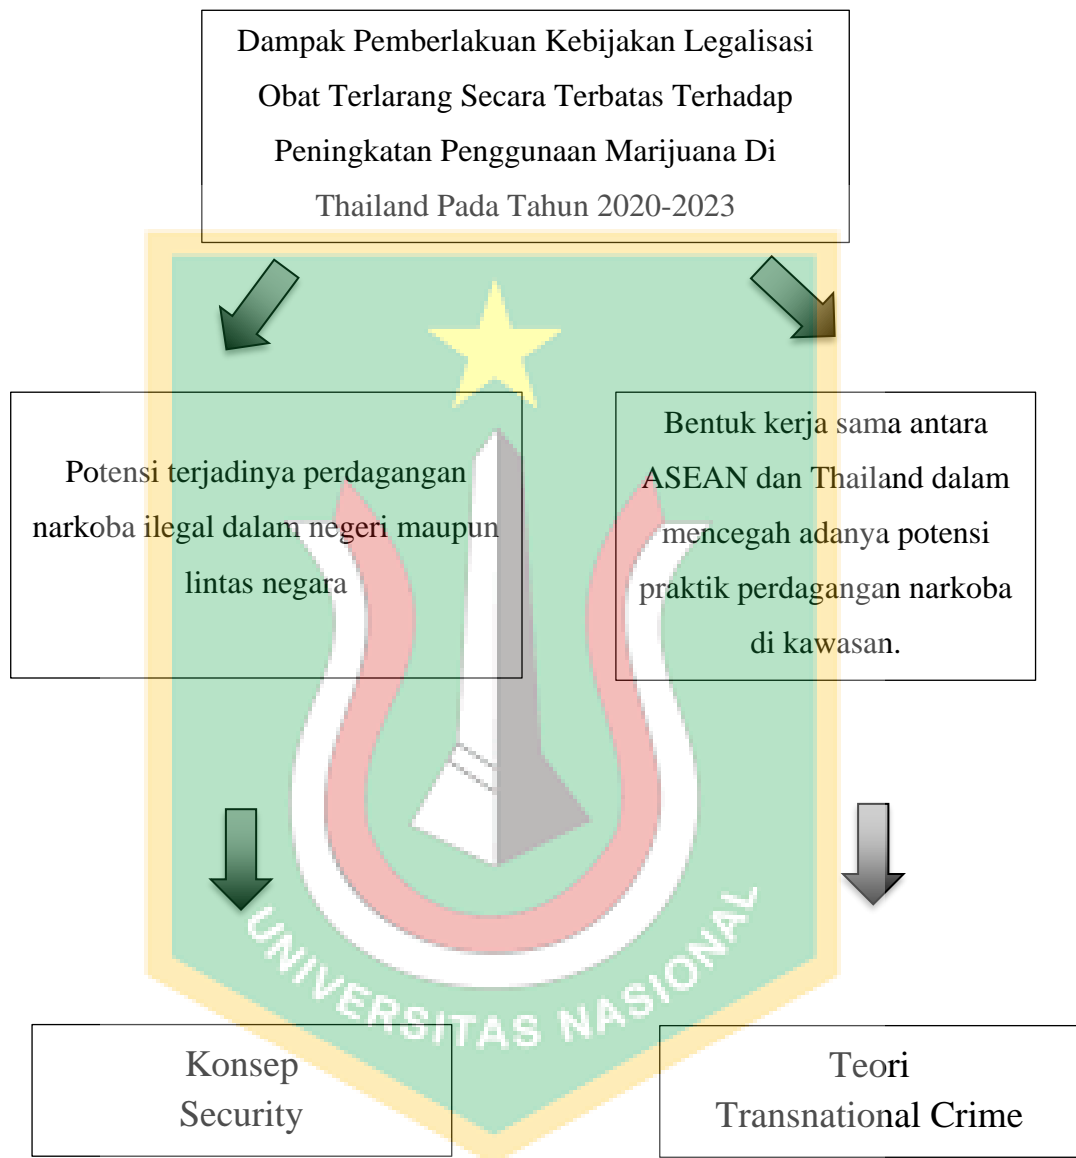 Dampak Pemberlakuan Kebijakan Legalisasi
Obat Terlarang Secara Terbatas Terhadap
Peningkatan Penggunaan Marijuana Di
Thailand Pada Tahun 2020-2023
Potensi terjadinya perdagangan
narkoba ilegal dalam negeri maupun
lintas negara
Bentuk kerja sama antara
ASEAN dan Thailand dalam
mencegah adanya potensi
praktik perdagangan narkoba
di kawasan.
UNIVERSITAS NASIONAL
Konsep
Security
Teori
Transnational Crime